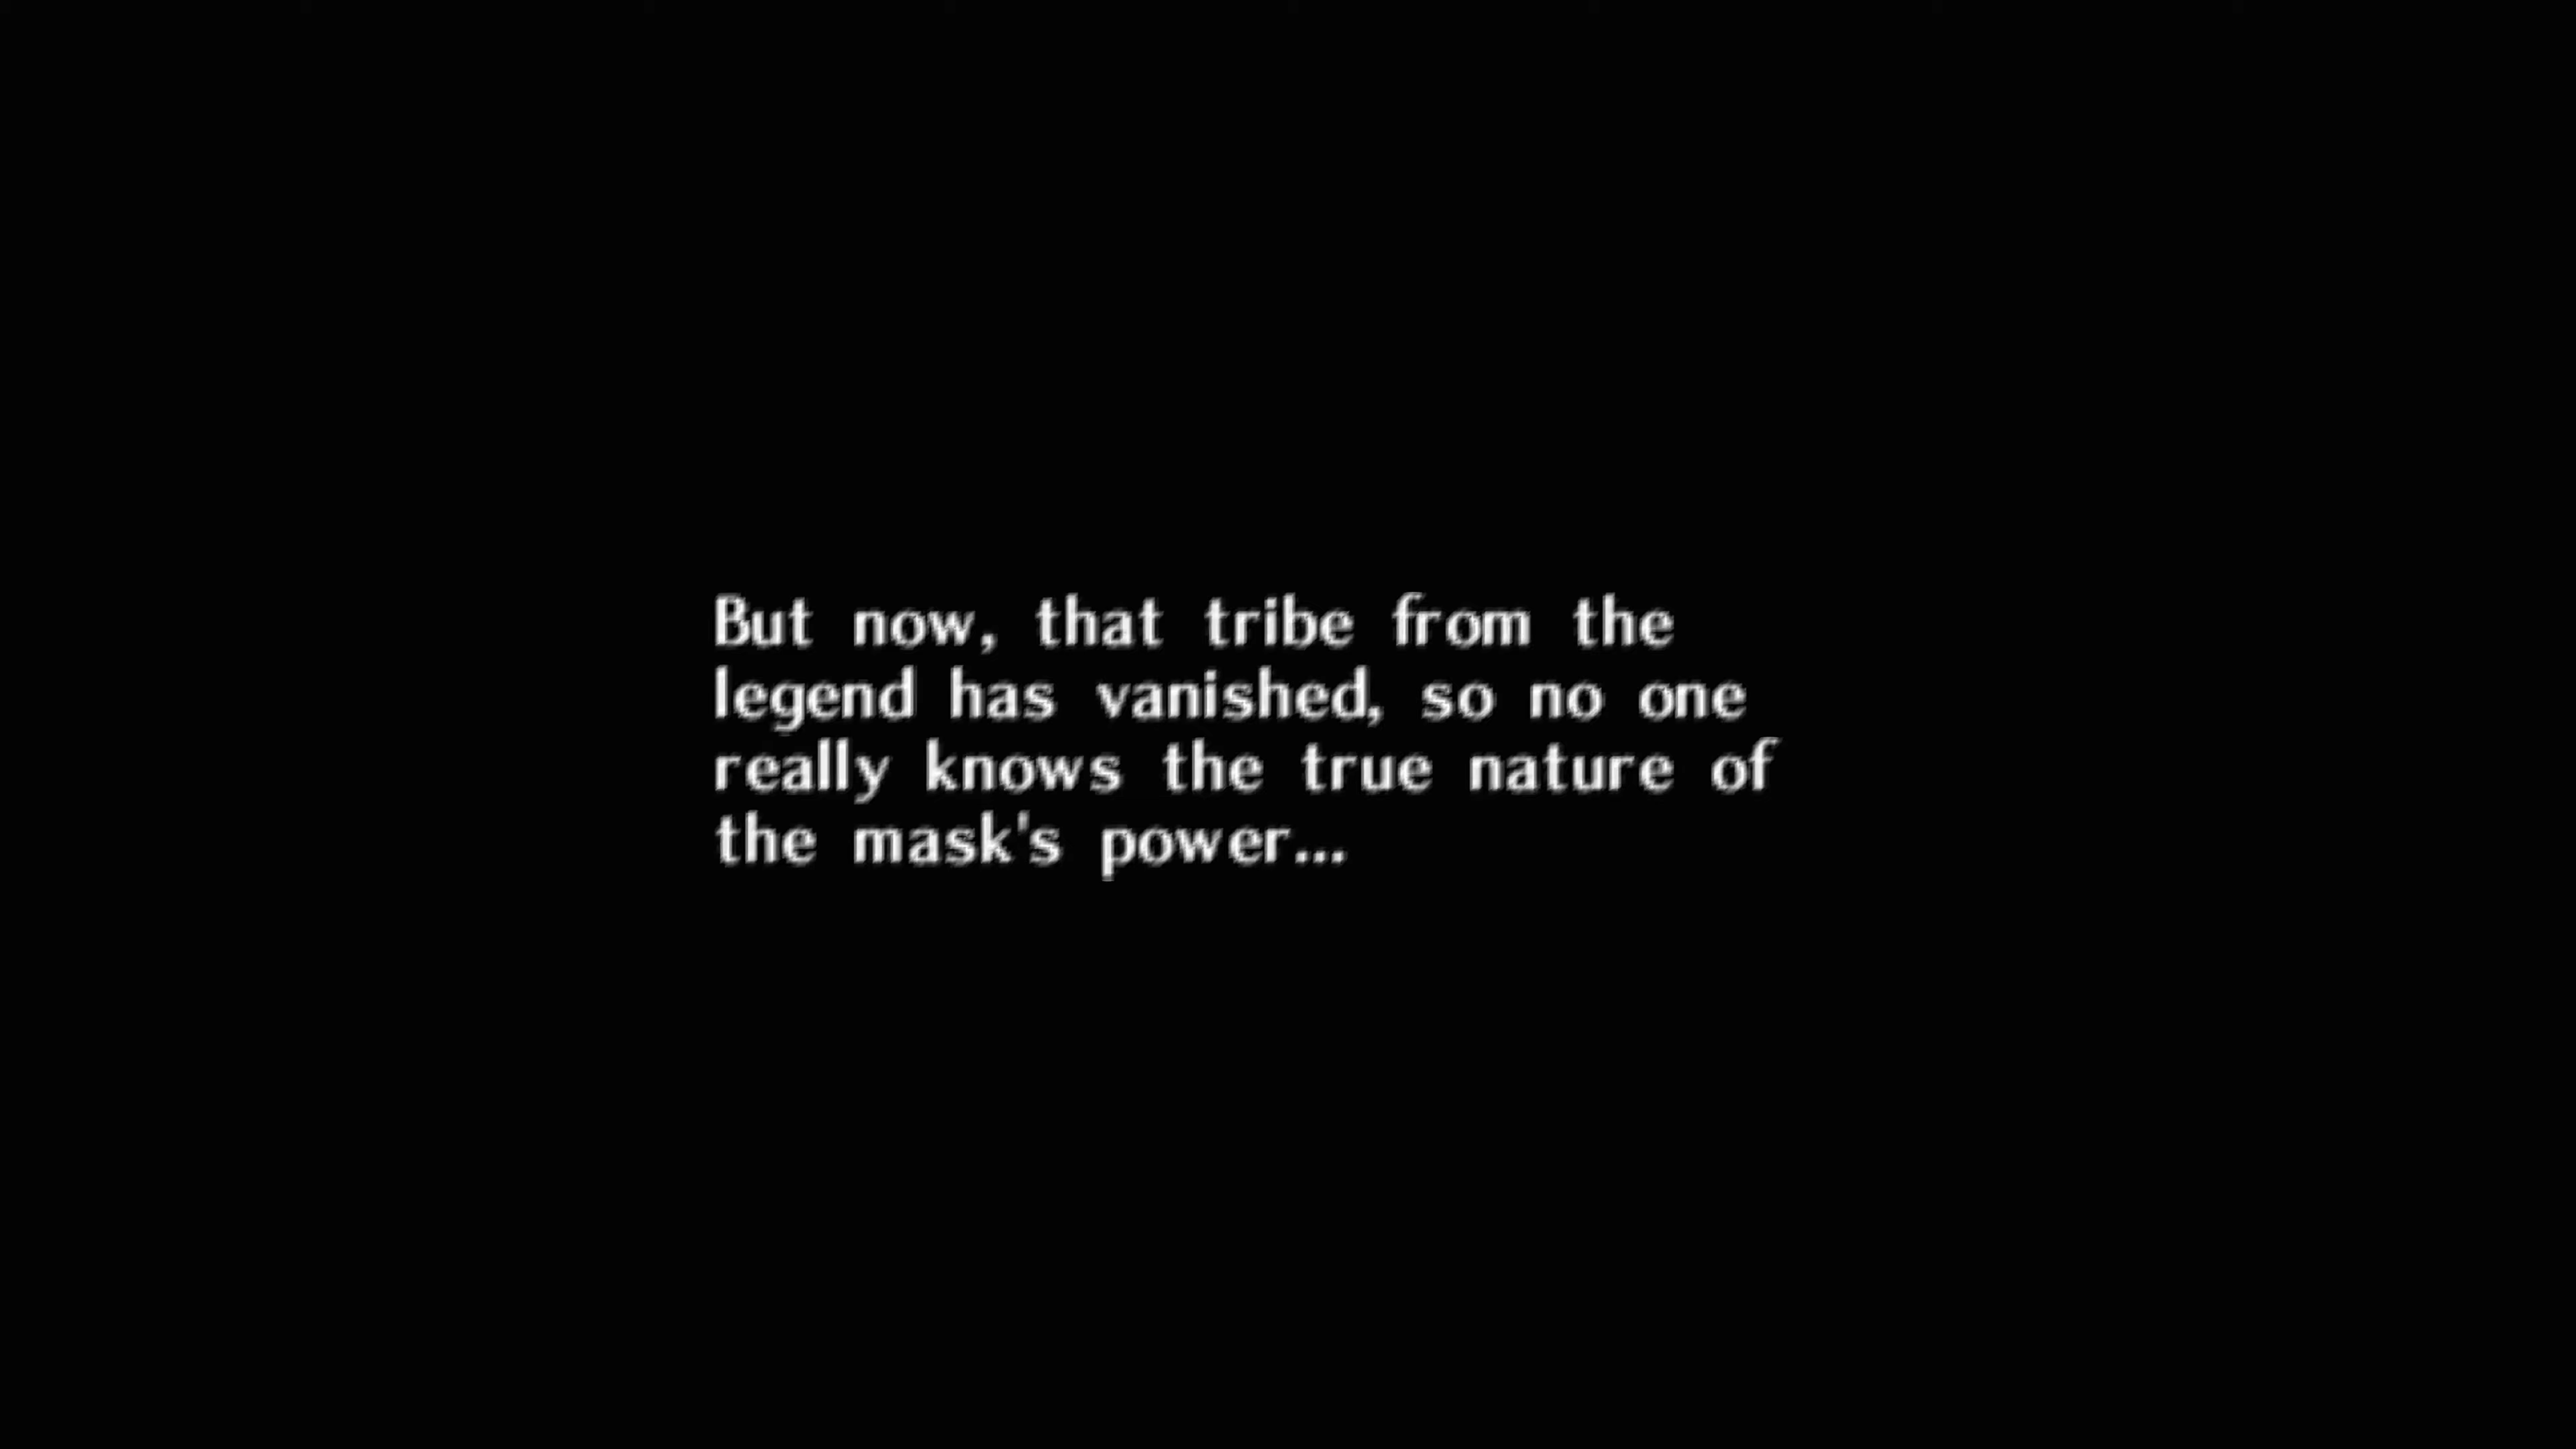 But now, that tribe from the
legend has vanished, so no one
really knows the true nature of
the mask's power...